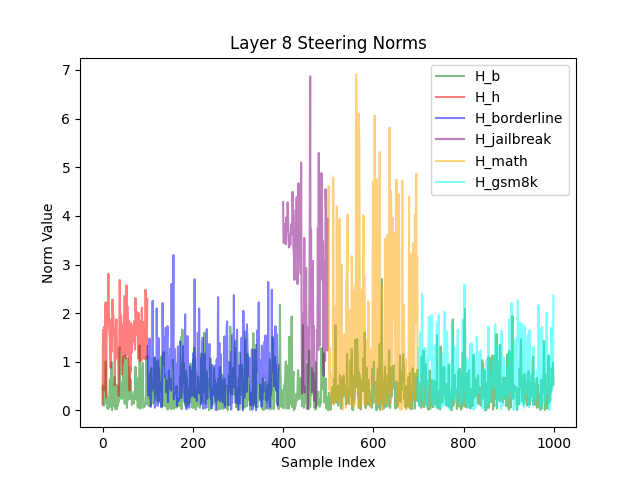 Layer 8 Steering Norms
7
6
5
4
3
2
1
0
Norm Value
0
200
400
600
800
1000
Sample Index
H_b
H_h
H_borderline
H_jailbreak
H_math
H_gsm8k